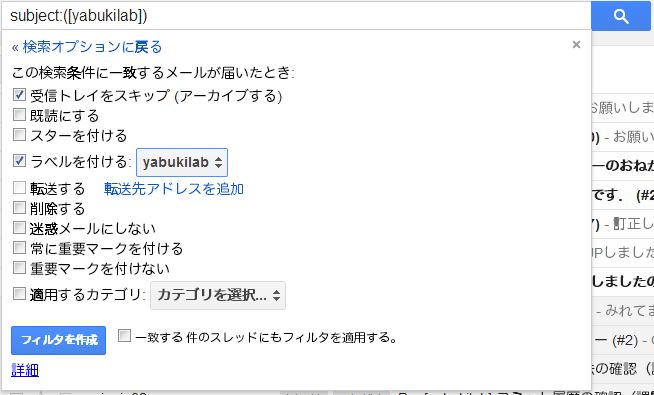 subject:([yabukilab])
« 検索オプションに戻る
×
この検索条件に一致するメールが届いたとき:
受信トレイをスキップ (アーカイブする)
既読にする
スターを付ける
ラベルを付ける: yabukilab
転送する 転送先アドレスを追加
削除する
迷惑メールにしない
常に重要マークを付ける
重要マークを付けない
適用するカテゴリ: カテゴリを選択...
フィルタを作成
一致する 件のスレッドにもフィルタを適用する。
詳細
お願いしま
) - お願い
ーのおねが
です. (#2
) - 訂正し
Pしました
しましたの
- みれてま
ー (#2) -
の確認(課